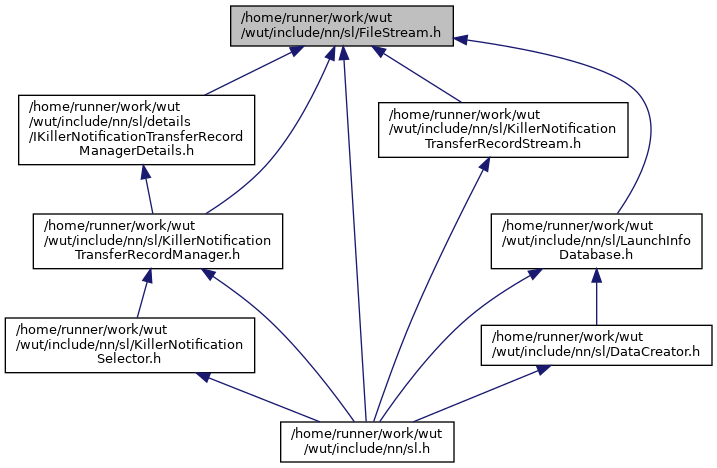 /home/runner/work/wut
/wut/include/nn/sl/FileStream.h
/home/runner/work/wut
/wut/include/nn/sl/details
/IKillerNotificationTransferRecord
ManagerDetails.h
/home/runner/work/wut
/wut/include/nn/sl/KillerNotification
TransferRecordStream.h
/home/runner/work/wut
/wut/include/nn/sl/KillerNotification
TransferRecordManager.h
/home/runner/work/wut
/wut/include/nn/sl/LaunchInfo
Database.h
/home/runner/work/wut
/wut/include/nn/sl/KillerNotification
Selector.h
/home/runner/work/wut
/wut/include/nn/sl/DataCreator.h
/home/runner/work/wut
/wut/include/nn/sl.h